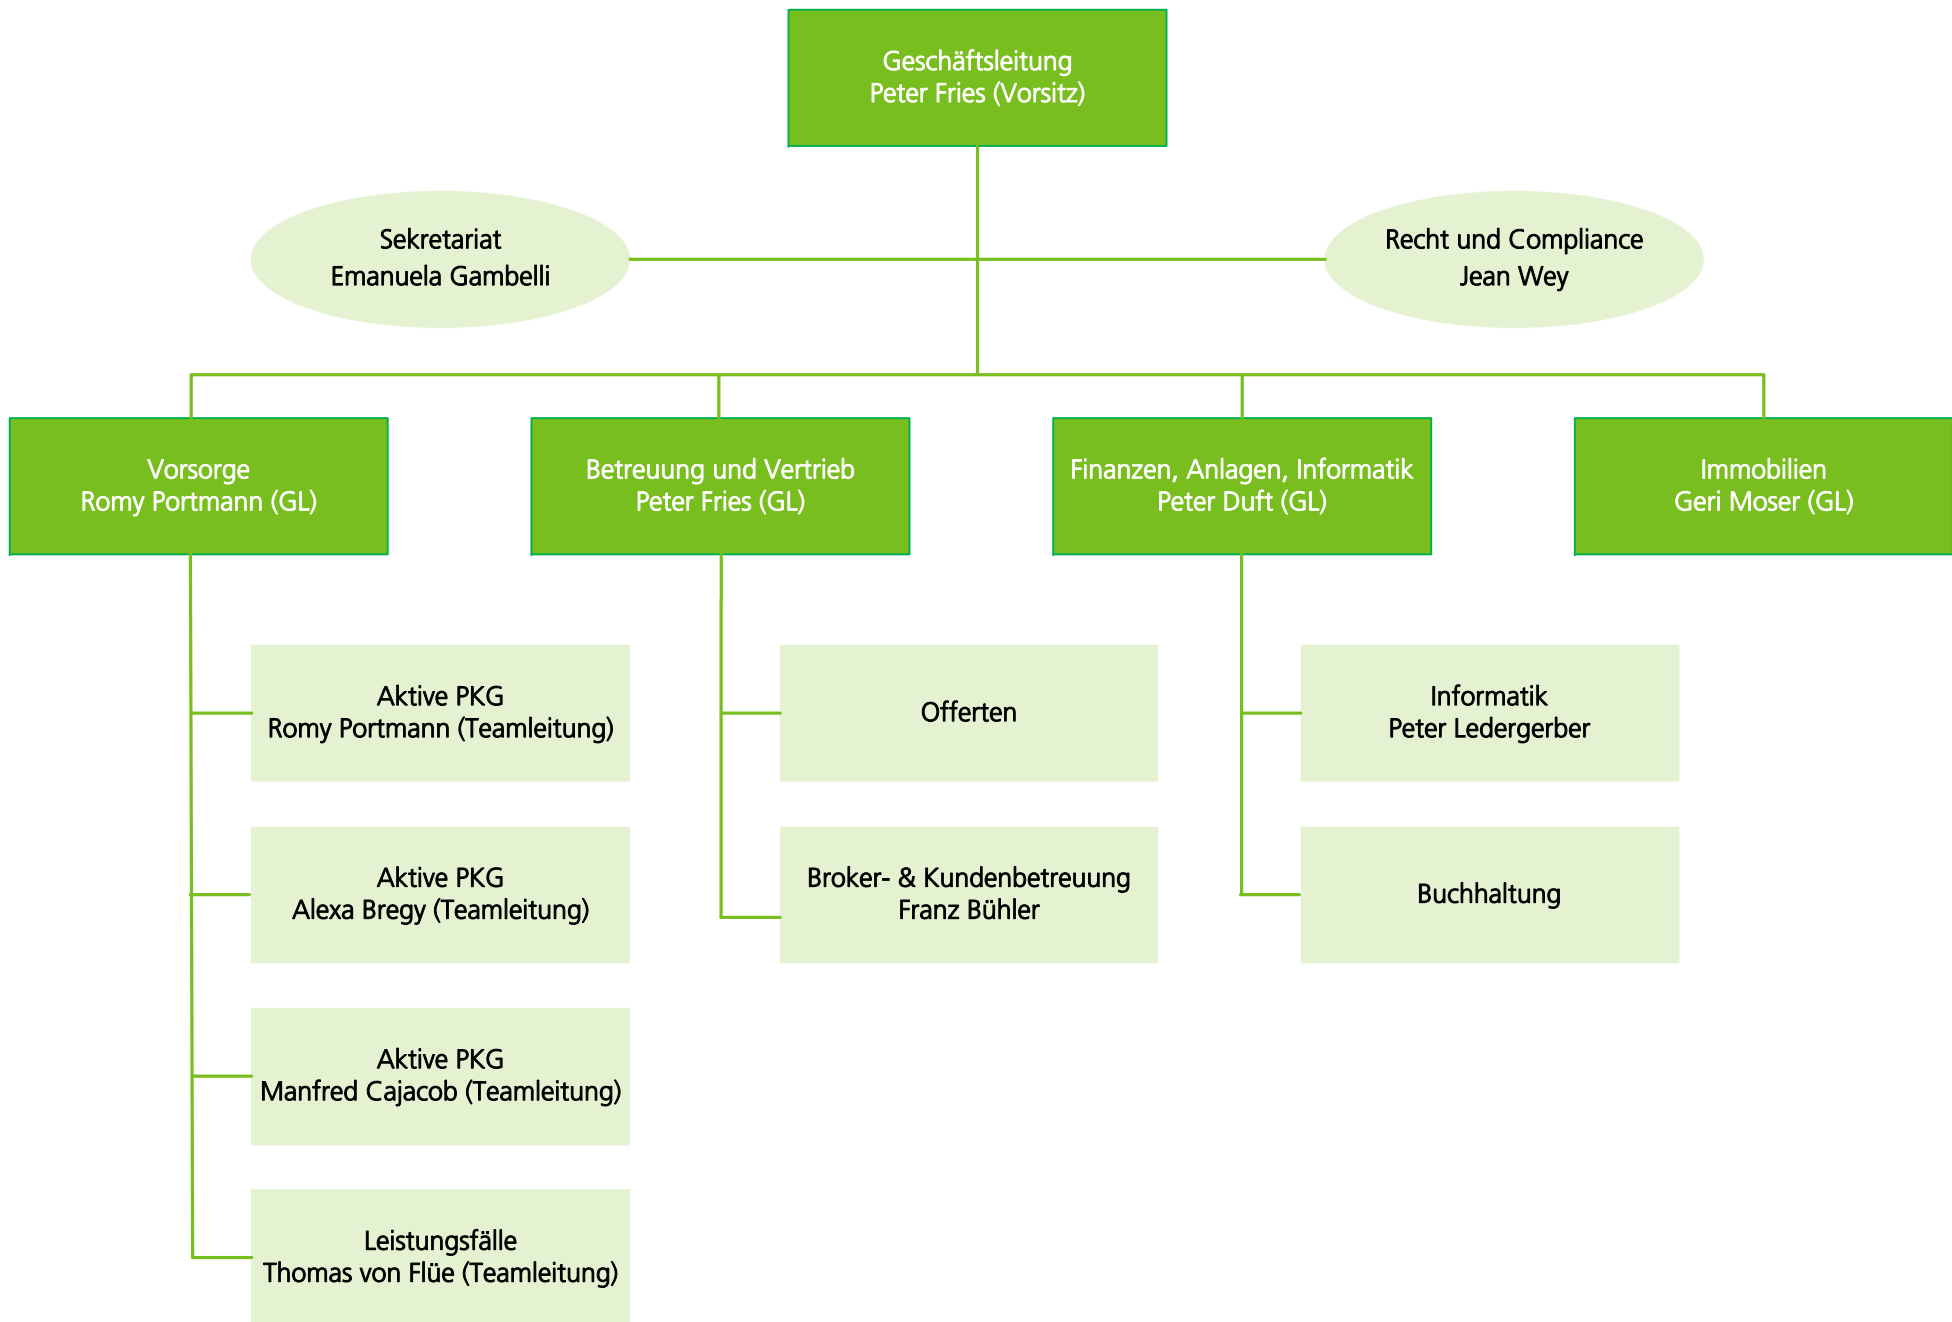 Geschäftsleitung
Peter Fries (Vorsitz)
Sekretariat
Emanuela Gambelli
Recht und Compliance
Jean Wey
Vorsorge
Romy Portmann (GL)
Betreuung und Vertrieb
Peter Fries (GL)
Finanzen, Anlagen, Informatik
Peter Duft (GL)
Immobilien
Geri Moser (GL)
Aktive PKG
Romy Portmann (Teamleitung)
Offerten
Informatik
Peter Ledergerber
Aktive PKG
Alexa Bregy (Teamleitung)
Broker- & Kundenbetreuung
Franz Bühler
Buchhaltung
Aktive PKG
Manfred Cajacob (Teamleitung)
Leistungsfälle
Thomas von Flüe (Teamleitung)